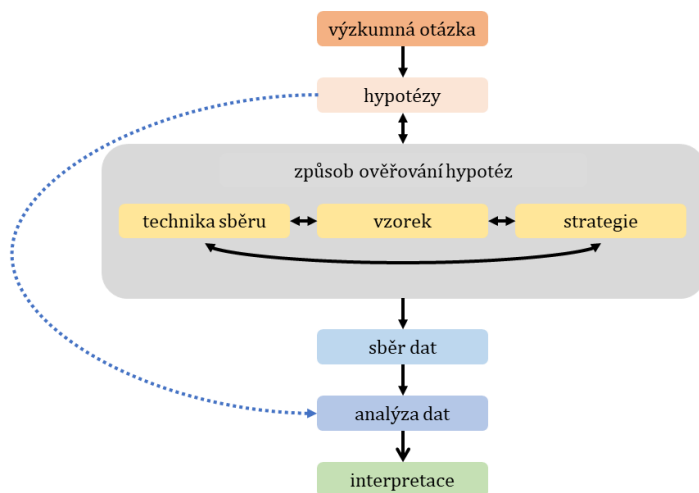 výzkumná otázka
hypotézy
způsob ověřování hypotéz
technika sběru
vzorek
strategie
sběr dat
analýza dat
interpretace